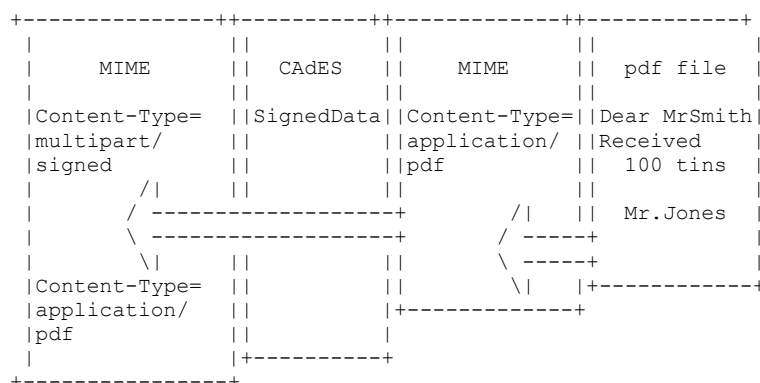 +----------------++----------++-------------++------------+
|                ||          ||             ||            |
|      MIME      ||  CAdES   ||    MIME     ||  pdf file  |
|                ||          ||             ||            |
|Content-Type=   ||SignedData||Content-Type=||Dear MrSmith|
|multipart/      ||          ||application/ ||Received    |
|signed          ||          ||pdf          ||  100 tins  |
|         /|     ||          ||             ||            |
|        / -------------------+         /|  ||  Mr.Jones  |
|        \ -------------------+        / -----+            |
|         \|     ||          ||        \ -----+            |
|Content-Type=   ||          ||         \|  |+------------+
|application/    ||          |+-------------+
|pdf             ||          |
|                |+----------+
+-----------------+